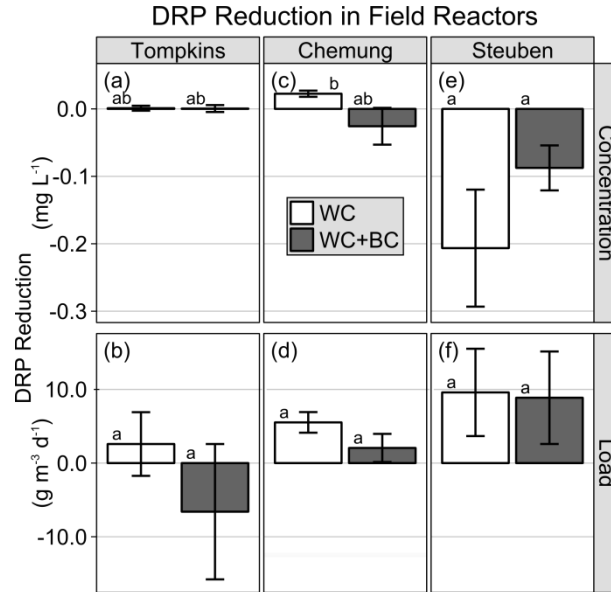 DRP Reduction in Field Reactors
Tompkins
Chemung
Steuben
(a)
(c)
(e)
ab
ab
b
ab
a
a
0.0
-0.1
-0.2
-0.3
WC
WC+BC
Concentration
(mg L⁻¹)
DRP Reduction
(b)
(d)
(f)
a
a
a
a
a
a
10.0
0.0
-10.0
(g m⁻³ d⁻¹)
Load